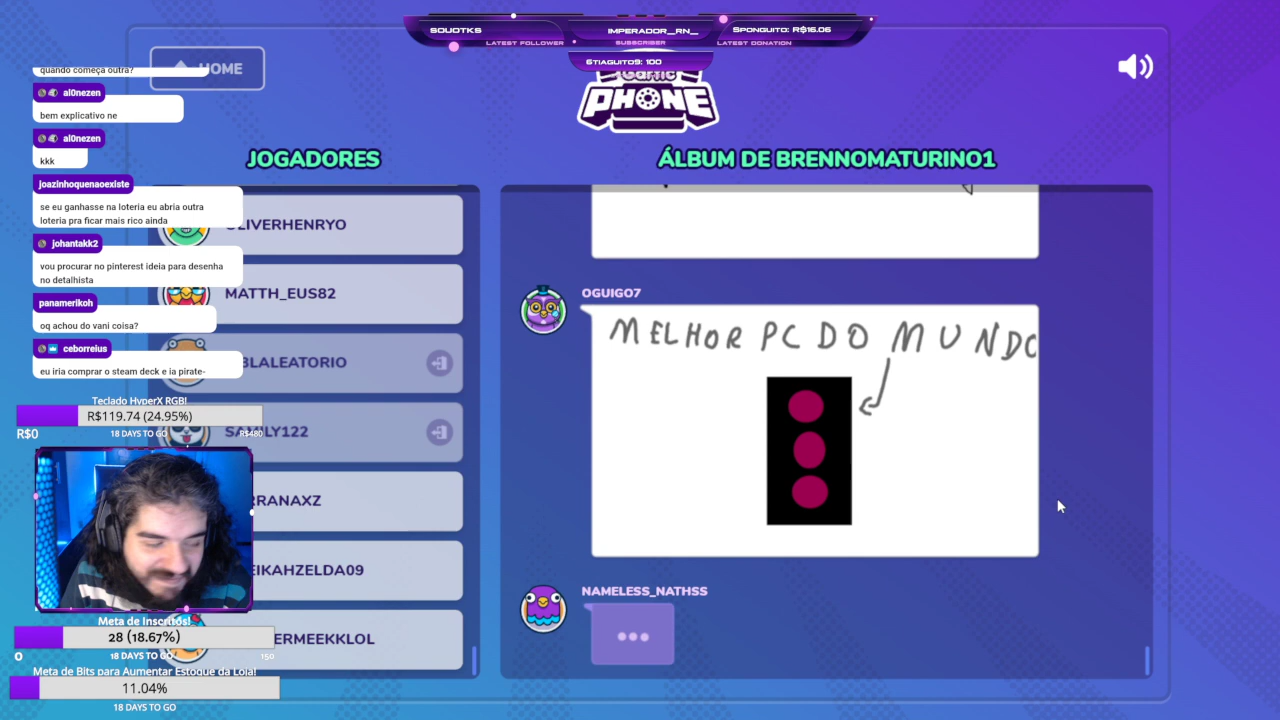 SOUOTKS
LATEST FOLLOWER
IMPERADOR_RN_
SUBSCRIBER
SPONGUITO: R$16.06
LATEST DONATION
6TIAGUITO9: 100
HOME
PHONE
quando começa outra?
al0nezen
bem explicativo ne
al0nezen
kkk
joazinhoquenaoexiste
se eu ganhasse na loteria eu abria outra
loteria pra ficar mais rico ainda
johantakk2
vou procurar no pinterest ideia para desenha
no detalhista
panamerikoh
oq achou do vani coisa?
ceborreius
eu iria comprar o steam deck e ia pirate-
Teclado HyperX RGB!
R$119.74 (24.95%)
R$0
18 DAYS TO GO
R$480
Meta de Inscritos!
28 (18.67%)
0
18 DAYS TO GO
150
Meta de Bits para Aumentar Estoque da Loja!
11.04%
18 DAYS TO GO
JOGADORES
OLIVERHENRYO
MATTH_EUS82
BLALEATORIO
RRANAXZ
EIKAHZELDA09
ERMEEKKLOL
ÁLBUM DE BRENNOMATURINO1
OGUIGO7
MELHOR PC DO MUNDO
NAMELESS_NATHSS